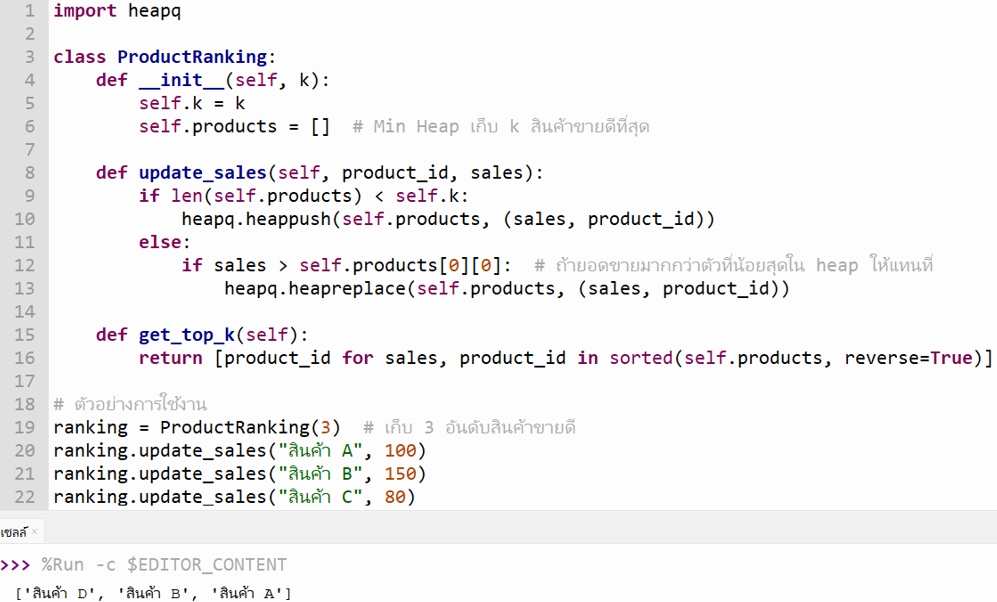 1 import heapq
2
3 class ProductRanking:
4     def __init__(self, k):
5         self.k = k
6         self.products = []  # Min Heap เก็บ k สินค้าขายดีที่สุด
7
8     def update_sales(self, product_id, sales):
9         if len(self.products) < self.k:
10             heapq.heappush(self.products, (sales, product_id))
11         else:
12             if sales > self.products[0][0]:  # ถ้ายอดขายมากกว่าตัวที่น้อยสุดใน heap ให้แทนที่
13                 heapq.heapreplace(self.products, (sales, product_id))
14
15     def get_top_k(self):
16         return [product_id for sales, product_id in sorted(self.products, reverse=True)]
17
18 # ตัวอย่างการใช้งาน
19 ranking = ProductRanking(3)  # เก็บ 3 อันดับสินค้าขายดี
20 ranking.update_sales("สินค้า A", 100)
21 ranking.update_sales("สินค้า B", 150)
22 ranking.update_sales("สินค้า C", 80)
เชลล์ ×
>>> %Run -c $EDITOR_CONTENT
['สินค้า D', 'สินค้า B', 'สินค้า A']